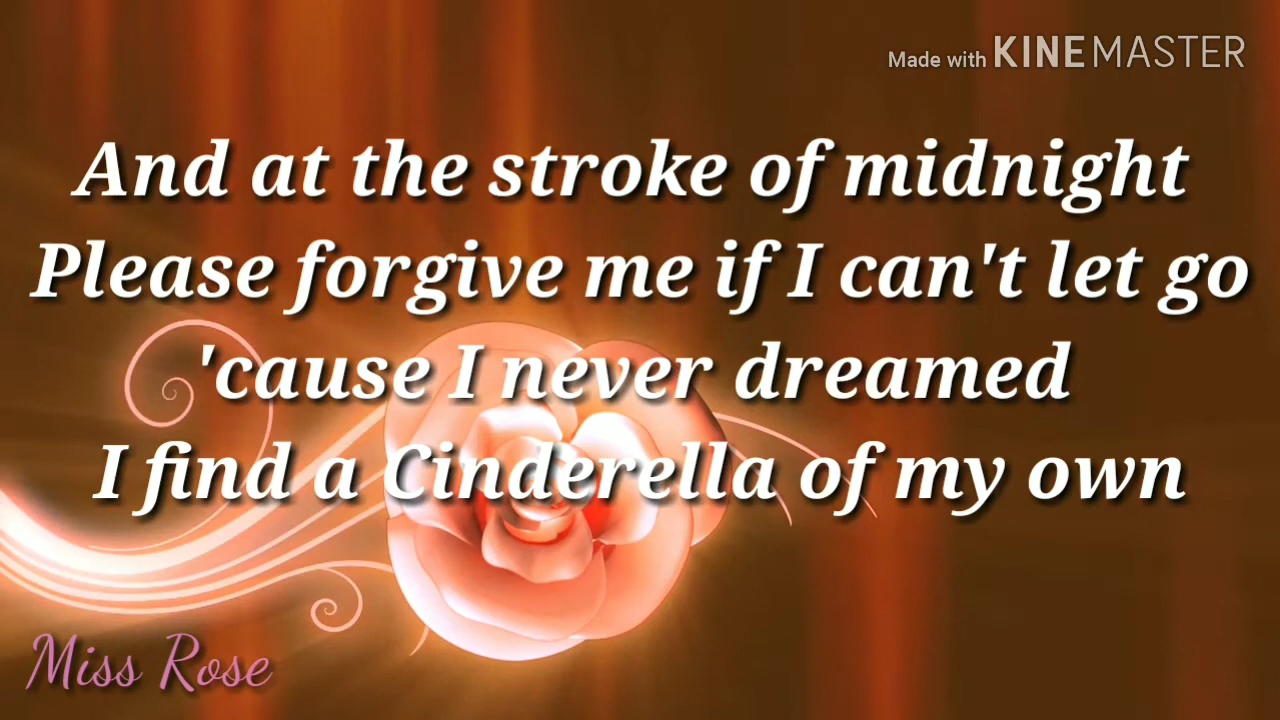 Made with KINEMASTER
And at the stroke of midnight
Please forgive me if I can't let go
'cause I never dreamed
I find a Cinderella of my own
Miss Rose